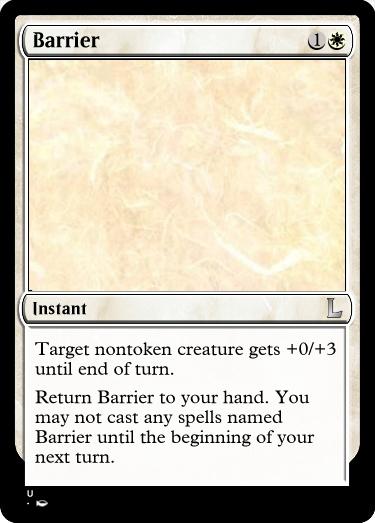 Barrier 1
Instant L
Target nontoken creature gets +0/+3
until end of turn.
Return Barrier to your hand. You
may not cast any spells named
Barrier until the beginning of your
next turn.
U